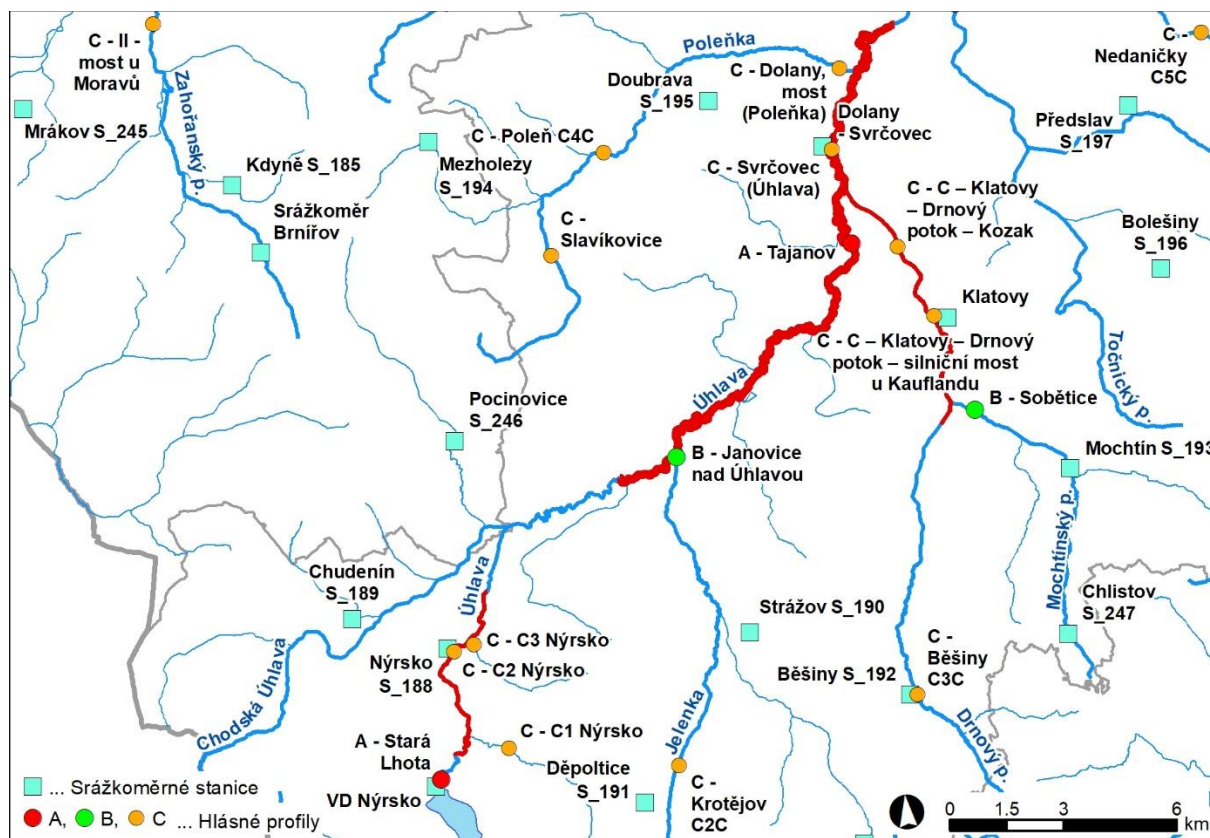 C - II -
most u
Moravů
Zahořanský p.
Mrákov S_245
Kdyně S_185
Srážkoměr
Brnířov
Mezholezy
S_194
C - Poleň C4C
C -
Slavíkovice
Doubrava
S_195
Poleňka
C - Dolany,
most
(Poleňka)
Dolany
- Svrčovec
C - Svrčovec
(Úhlava)
C -
Nedaničky
C5C
Předslav
S_197
C - C – Klatovy
– Drnový
potok – Kozak
Bolešiny
S_196
A - Tajanov
Klatovy
C - C – Klatovy – Drnový
potok – silniční most
u Kauflandu
Točnický p.
Úhlava
Pocinovice
S_246
B - Janovice
nad Úhlavou
B - Sobětice
Mochtín S_193
Mochtínský p.
Chlistov
S_247
Chudenín
S_189
Úhlava
Strážov S_190
C - C3 Nýrsko
C - C2 Nýrsko
Nýrsko
S_188
Běšiny S_192
C -
Běšiny
C3C
Drnový p.
Chodská Úhlava
Jelenka
A - Stará
Lhota
C - C1 Nýrsko
Děpoltice
S_191
VD Nýrsko
C -
Krotějov
C2C
... Srážkoměrné stanice
A, B, C ... Hlásné profily
0 1,5 3 6
km